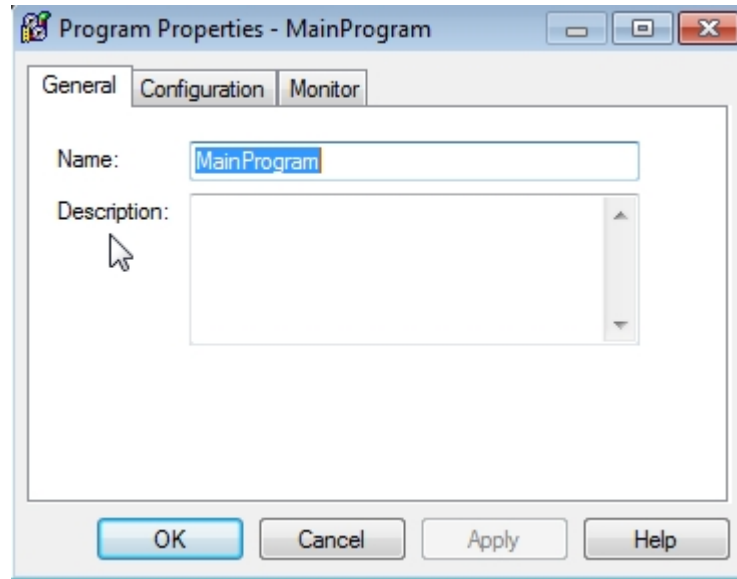 Program Properties - MainProgram
General Configuration Monitor
Name: MainProgram
Description:
OK Cancel Apply Help